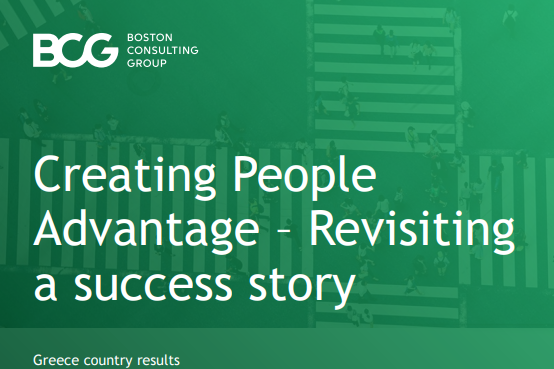 BCG BOSTON
CONSULTING
GROUP
Creating People
Advantage – Revisiting
a success story
Greece country results